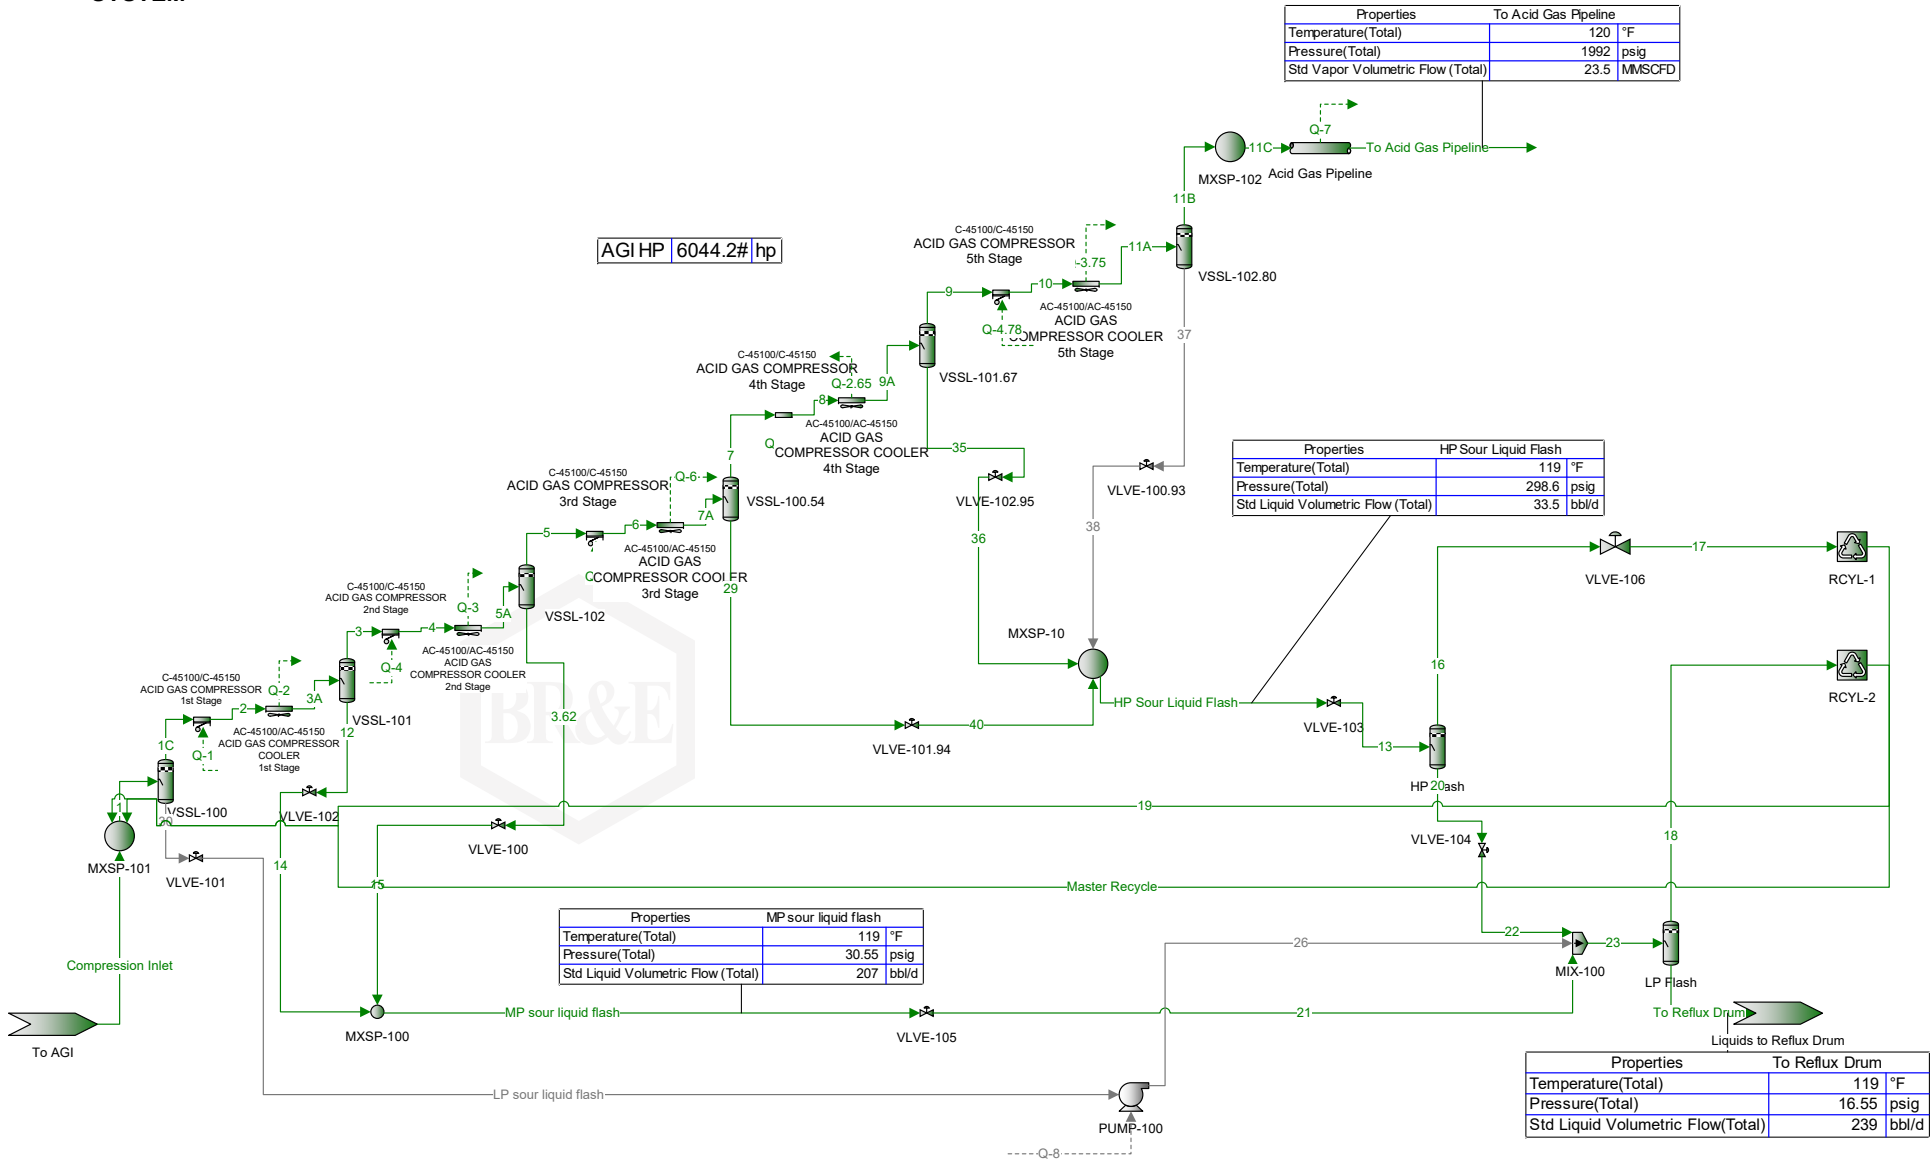 Properties To Acid Gas Pipeline
Temperature(Total) 120 °F
Pressure(Total) 1992 psig
Std Vapor Volumetric Flow (Total) 23.5 MMSCFD
Q-7
11C
To Acid Gas Pipeline
MXSP-102
Acid Gas Pipeline
11B
AGI HP 6044.2# hp
C-45100/C-45150
ACID GAS COMPRESSOR
5th Stage
-3.75
11A
VSSL-102.80
9
10
AC-45100/AC-45150
ACID GAS
COMPRESSOR COOLER
5th Stage
Q-4.78
37
C-45100/C-45150
ACID GAS COMPRESSOR
4th Stage
Q-2.65
9A
VSSL-101.67
8
AC-45100/AC-45150
ACID GAS
COMPRESSOR COOLER
4th Stage
Q
7
35
C-45100/C-45150
ACID GAS COMPRESSOR
3rd Stage
Q-6
VSSL-100.54
VLVE-102.95
VLVE-100.93
Properties HP Sour Liquid Flash
Temperature(Total) 119 °F
Pressure(Total) 298.6 psig
Std Liquid Volumetric Flow (Total) 33.5 bbl/d
5
6
7A
36
38
AC-45100/AC-45150
ACID GAS
COMPRESSOR COOLER
3rd Stage
29
17
VLVE-106
RCYL-1
C-45100/C-45150
ACID GAS COMPRESSOR
2nd Stage
Q-3
5A
VSSL-102
3
4
Q-4
AC-45100/AC-45150
ACID GAS
COMPRESSOR COOLER
2nd Stage
MXSP-10
16
RCYL-2
C-45100/C-45150
ACID GAS COMPRESSOR
1st Stage
Q-2
3A
VSSL-101
2
12
3.62
BR&E
HP Sour Liquid Flash
VLVE-103
13
1C
Q-1
AC-45100/AC-45150
ACID GAS COMPRESSOR
COOLER
1st Stage
40
VLVE-101.94
1
VSSL-100
VLVE-102
20
19
MXSP-101
VLVE-101
14
VLVE-100
VLVE-104
18
15
Master Recycle
Properties MP sour liquid flash
Temperature(Total) 119 °F
Pressure(Total) 30.55 psig
Std Liquid Volumetric Flow (Total) 207 bbl/d
Compression Inlet
26
22
23
MIX-100
LP Flash
To AGI
MXSP-100
MP sour liquid flash
VLVE-105
21
To Reflux Drum
Liquids to Reflux Drum
LP sour liquid flash
PUMP-100
Q-8
Properties To Reflux Drum
Temperature(Total) 119 °F
Pressure(Total) 16.55 psig
Std Liquid Volumetric Flow(Total) 239 bbl/d